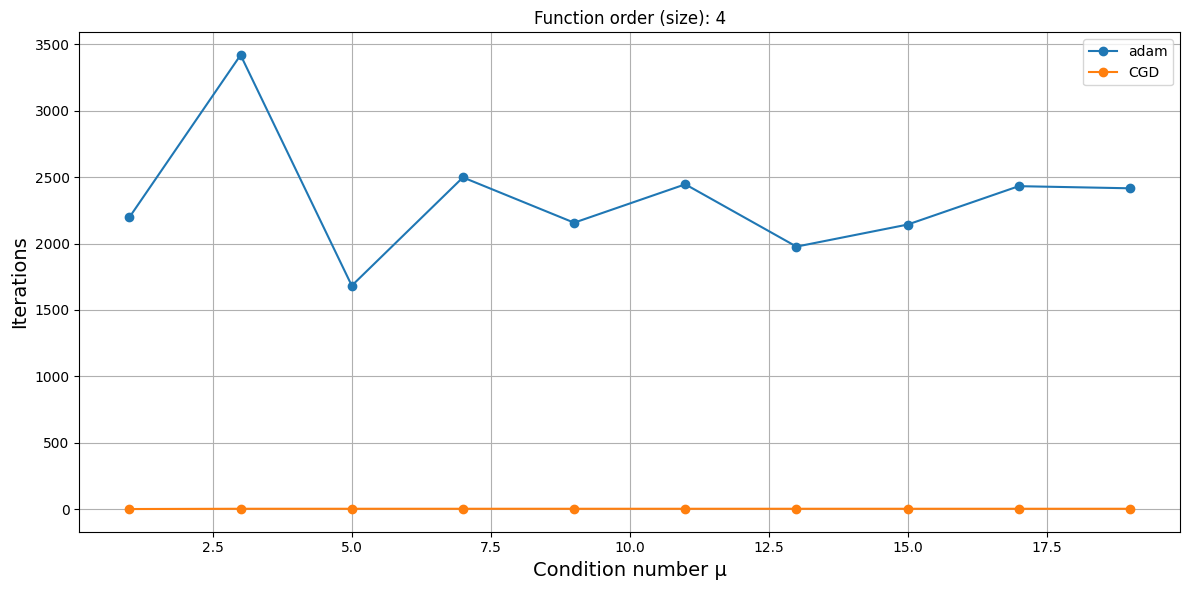 Function order (size): 4
adam
CGD
3500
3000
2500
2000
1500
1000
500
0
Iterations
2.5 5.0 7.5 10.0 12.5 15.0 17.5
Condition number μ